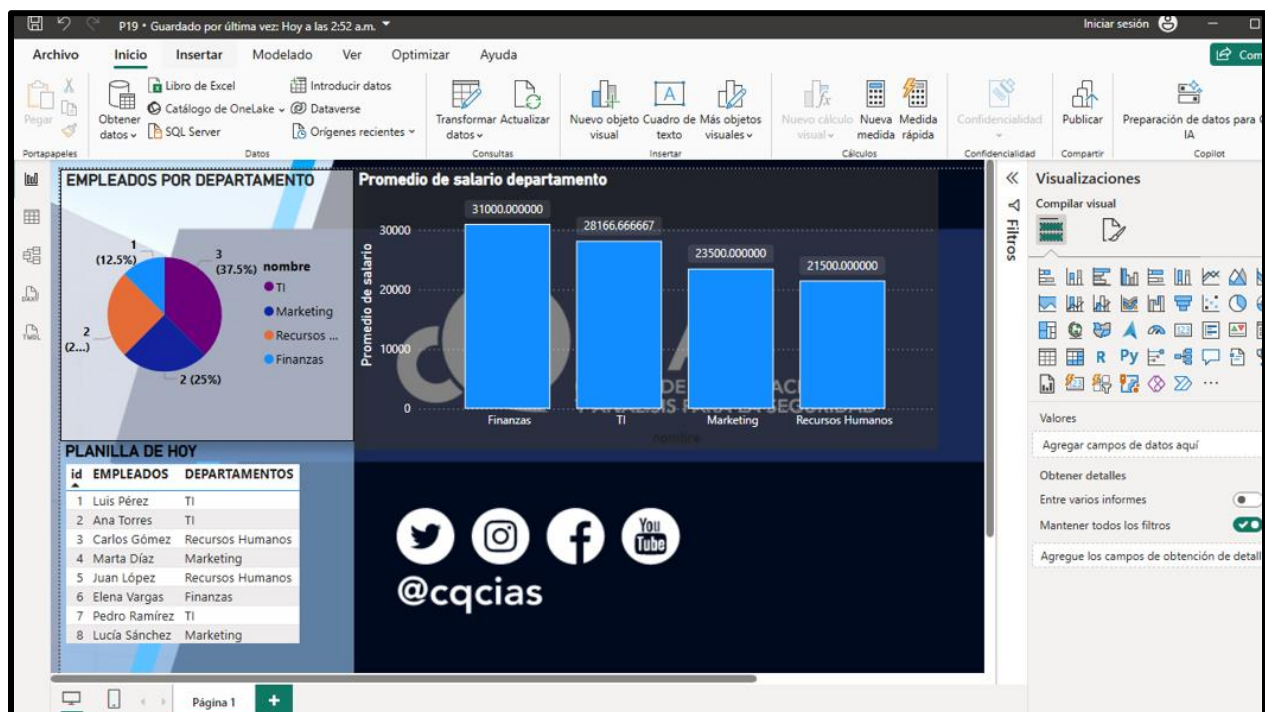 P19 • Guardado por última vez: Hoy a las 2:52 a.m.
Iniciar sesión
Archivo Inicio Insertar Modelado Ver Optimizar Ayuda
Com
Pegar
Obtener datos
Libro de Excel
Catálogo de OneLake
SQL Server
Introducir datos
Dataverse
Orígenes recientes
Transformar datos
Actualizar
Nuevo objeto visual
Cuadro de texto
Más objetos visuales
Nuevo cálculo visual
Nueva medida
Medida rápida
Confidencialidad
Publicar
Preparación de datos para
IA
Portapapeles Datos Consultas Insertar Cálculos Confidencialidad Compartir Copilot
EMPLEADOS POR DEPARTAMENTO
1
(12.5%)
3
(37.5%)
2
(2...)
2 (25%)
nombre
TI
Marketing
Recursos ...
Finanzas
Promedio de salario departamento
Promedio de salario
30000
20000
10000
0
31000.000000
28166.666667
23500.000000
21500.000000
Finanzas TI Marketing Recursos Humanos
nombre
PLANILLA DE HOY
id EMPLEADOS DEPARTAMENTOS
1 Luis Pérez TI
2 Ana Torres TI
3 Carlos Gómez Recursos Humanos
4 Marta Díaz Marketing
5 Juan López Recursos Humanos
6 Elena Vargas Finanzas
7 Pedro Ramírez TI
8 Lucía Sánchez Marketing
You
Tube
@cqcias
Filtros
Visualizaciones
Compilar visual
123
R Py
Valores
Agregar campos de datos aquí
Obtener detalles
Entre varios informes
Mantener todos los filtros
Agregue los campos de obtención de detall
Página 1